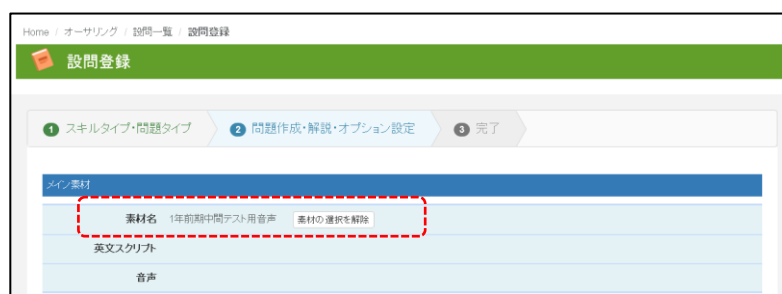 Home / オーサリング / 設問一覧 / 設問登録
設問登録
1 スキルタイプ・問題タイプ 2 問題作成・解説・オプション設定 3 完了
メイン素材
素材名 1年前期中間テスト用音声 素材の選択を解除
英文スクリプト
音声